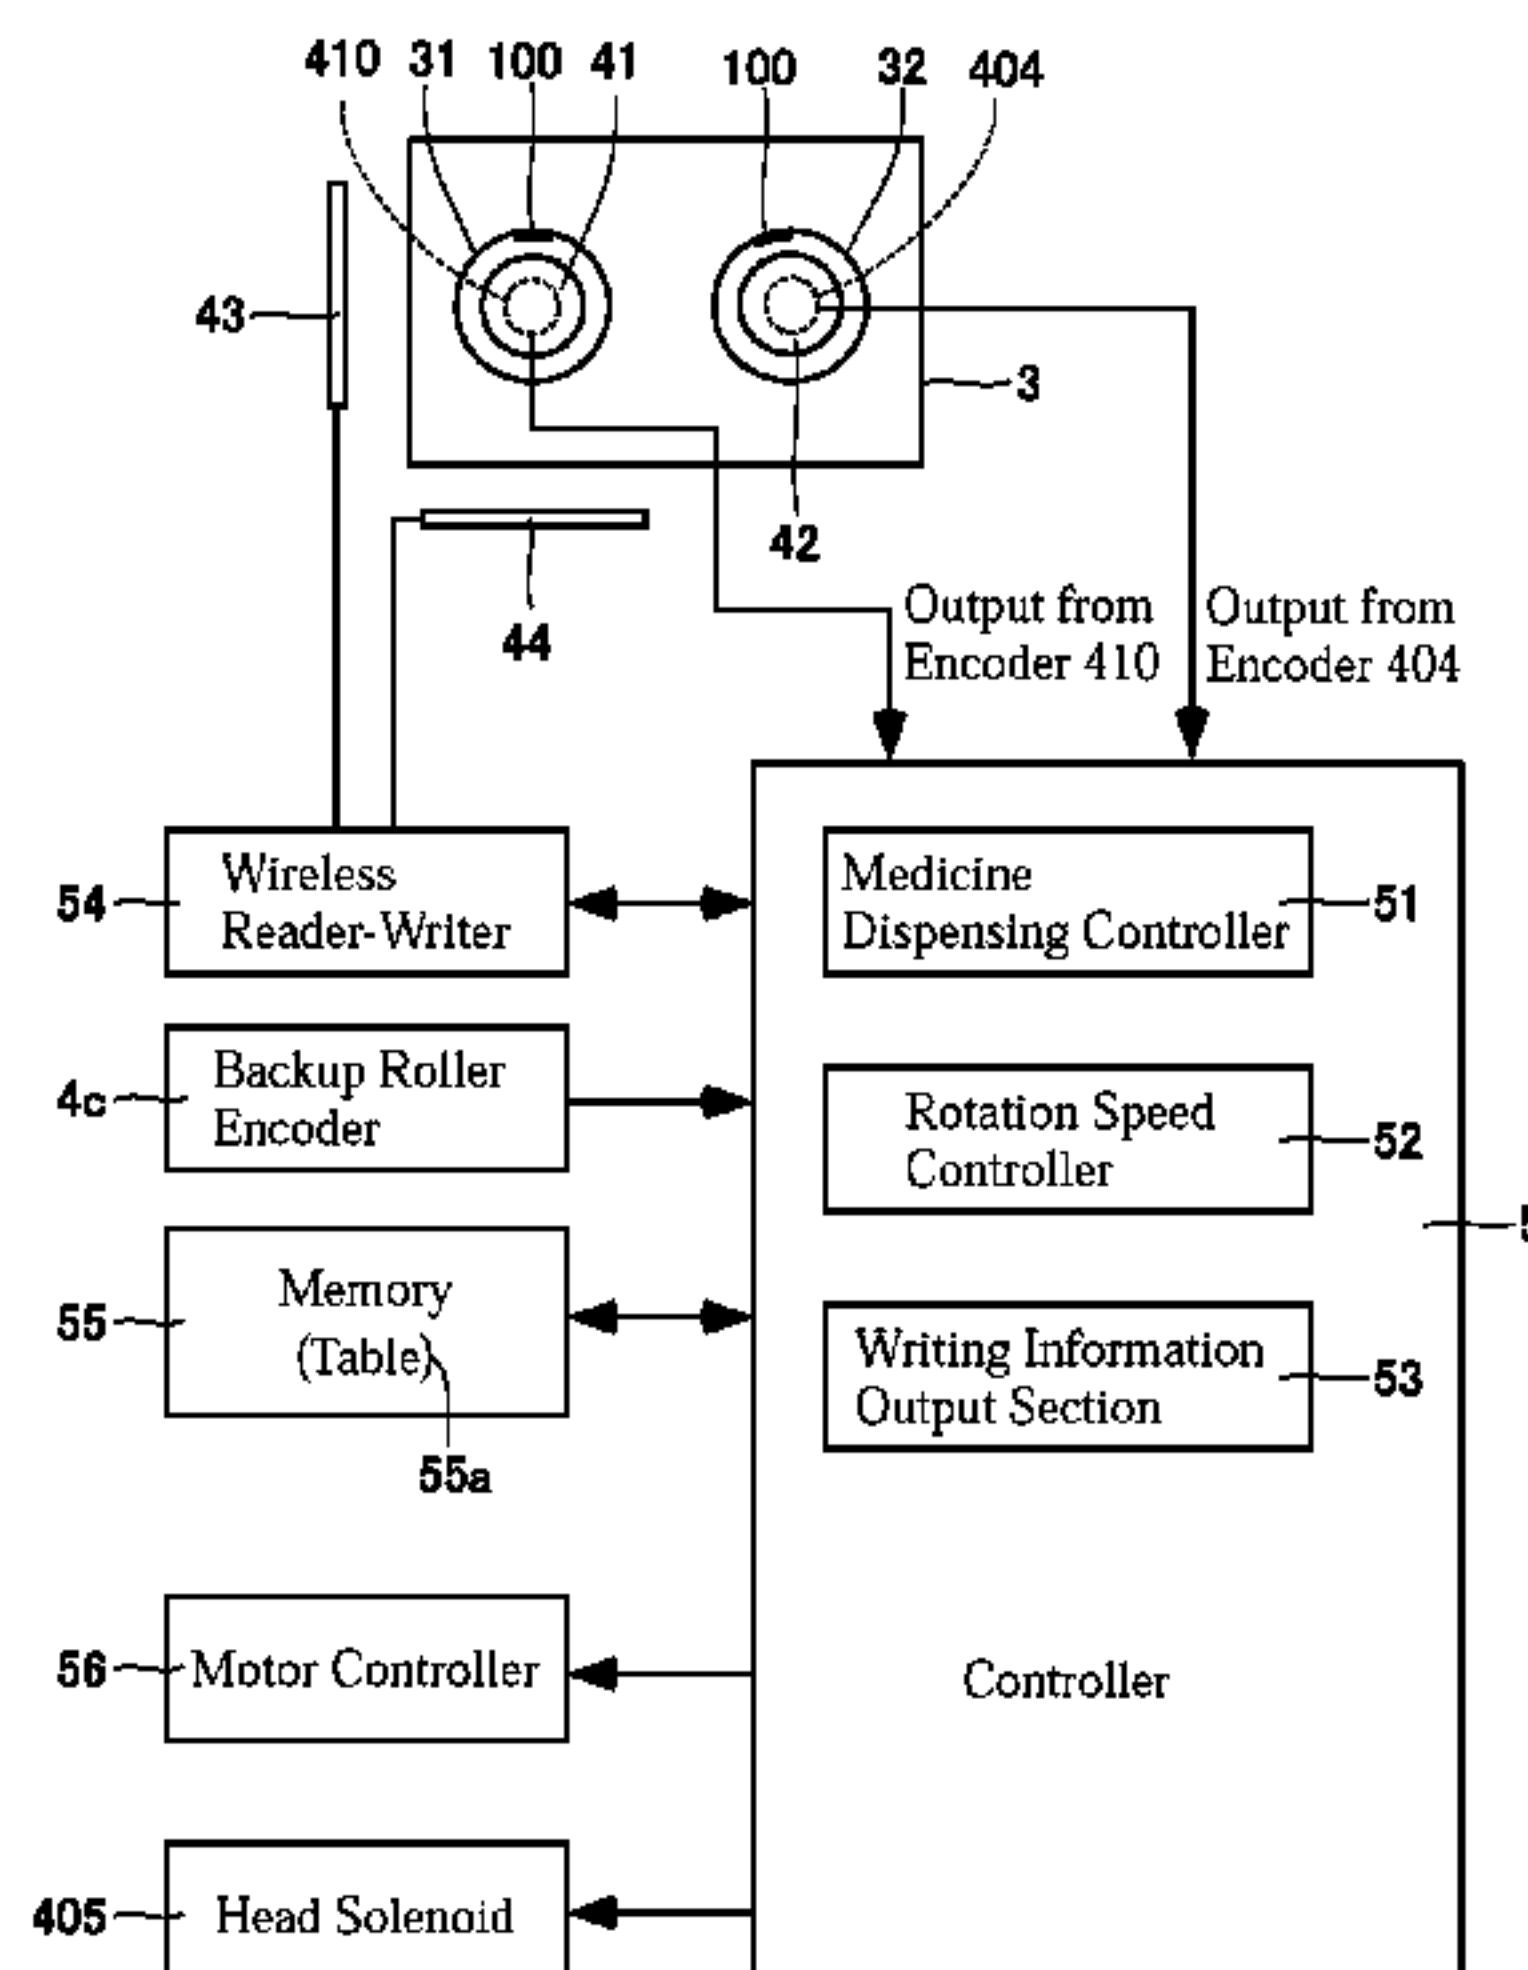 410 31 100 41 100 32 404
43
3
42
44
Output from
Encoder 410
Output from
Encoder 404
54
Wireless
Reader-Writer
Medicine
Dispensing Controller
51
4c
Backup Roller
Encoder
Rotation Speed
Controller
52
55
Memory
(Table)
55a
Writing Information
Output Section
53
56
Motor Controller
Controller
405
Head Solenoid